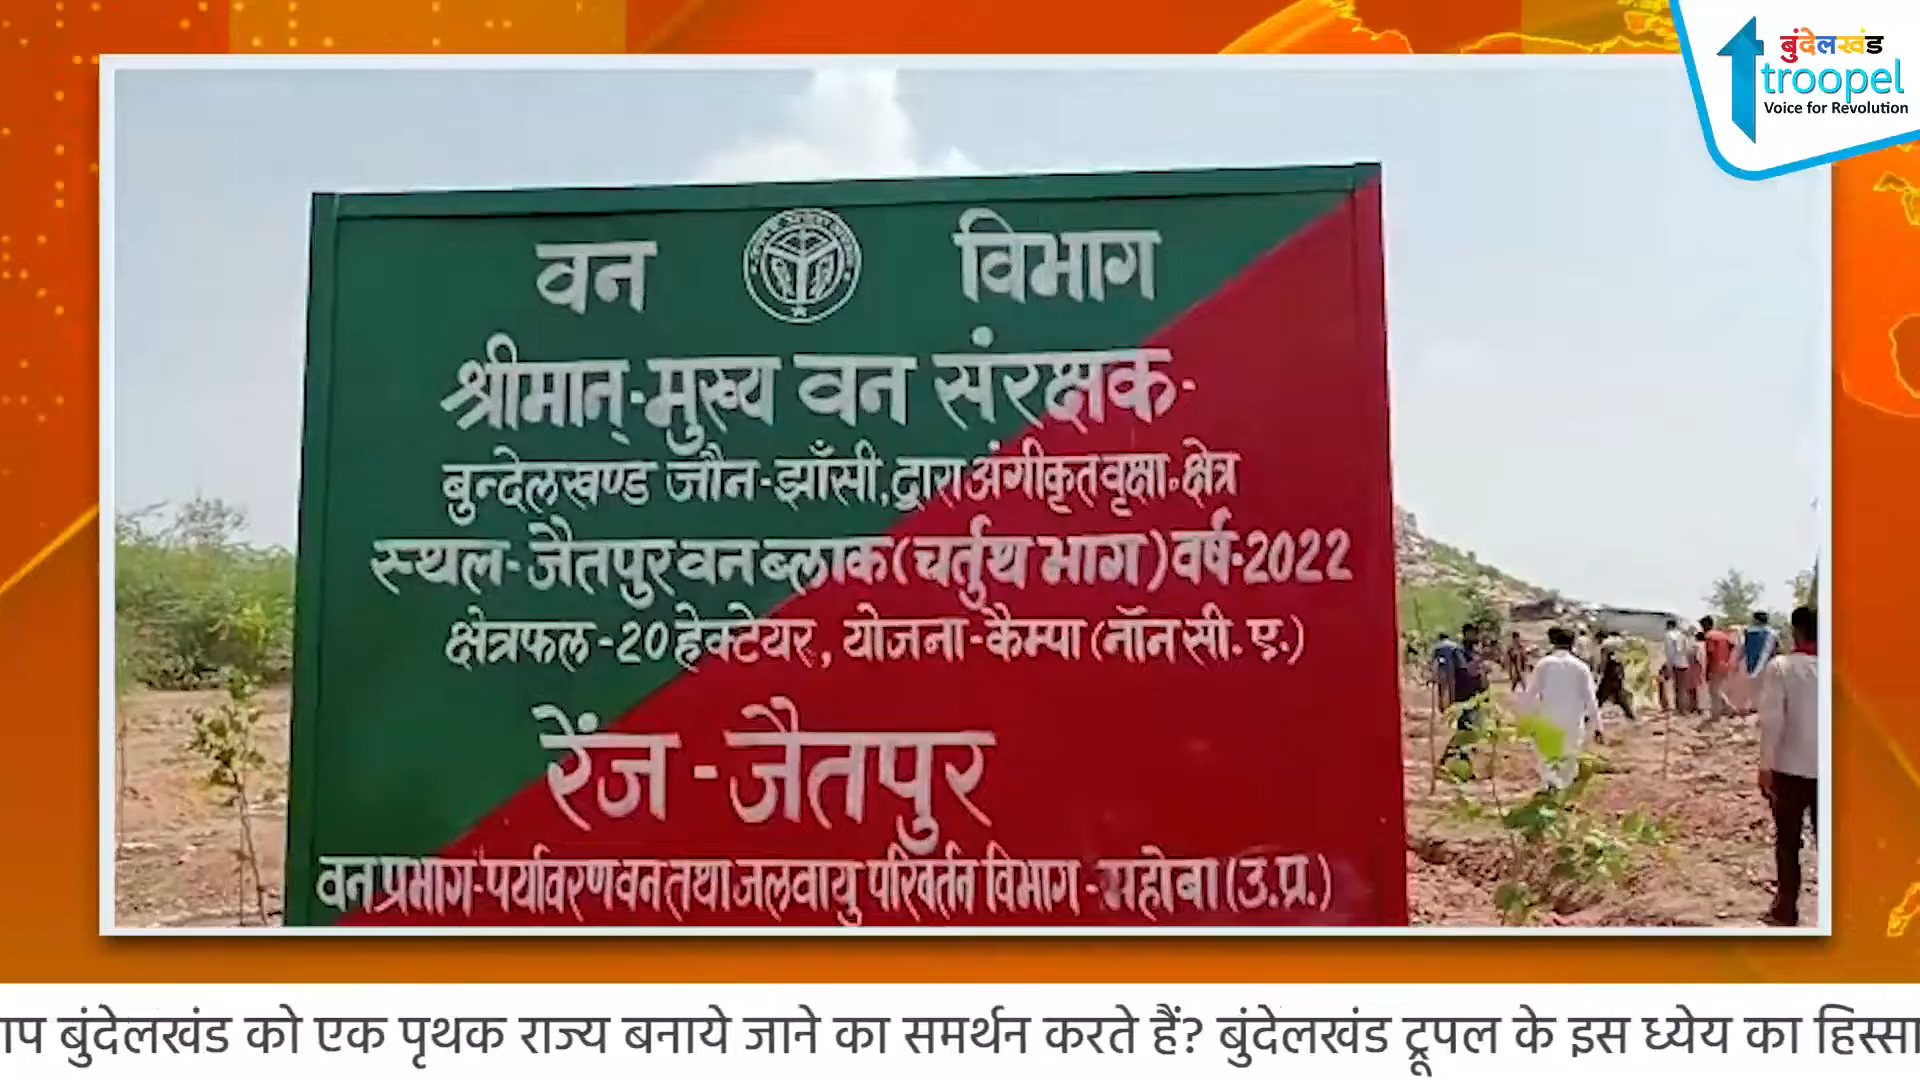 बुंदेलखंड
troopel
Voice for Revolution
वन विभाग
श्रीमान्-मुख्य वन संरक्षक-
बुन्देलखण्ड जौन-झाँसी, द्वारा अंगीकृत वृक्षा॰ क्षेत्र
स्थल- जैतपुर वन ब्लाक (चर्तुथ भाग) वर्ष-2022
क्षेत्रफल-20 हेक्टेयर, योजना-कैम्पा (नॉन सी. ए.)
रेंज-जैतपुर
वन प्रभाग-पर्यावरण वन तथा जलवायु परिवर्तन विभाग-महोबा (उ.प्र.)
बुंदेलखंड को एक पृथक राज्य बनाये जाने का समर्थन करते हैं? बुंदेलखंड ट्रूपल के इस ध्येय का हिस्सा